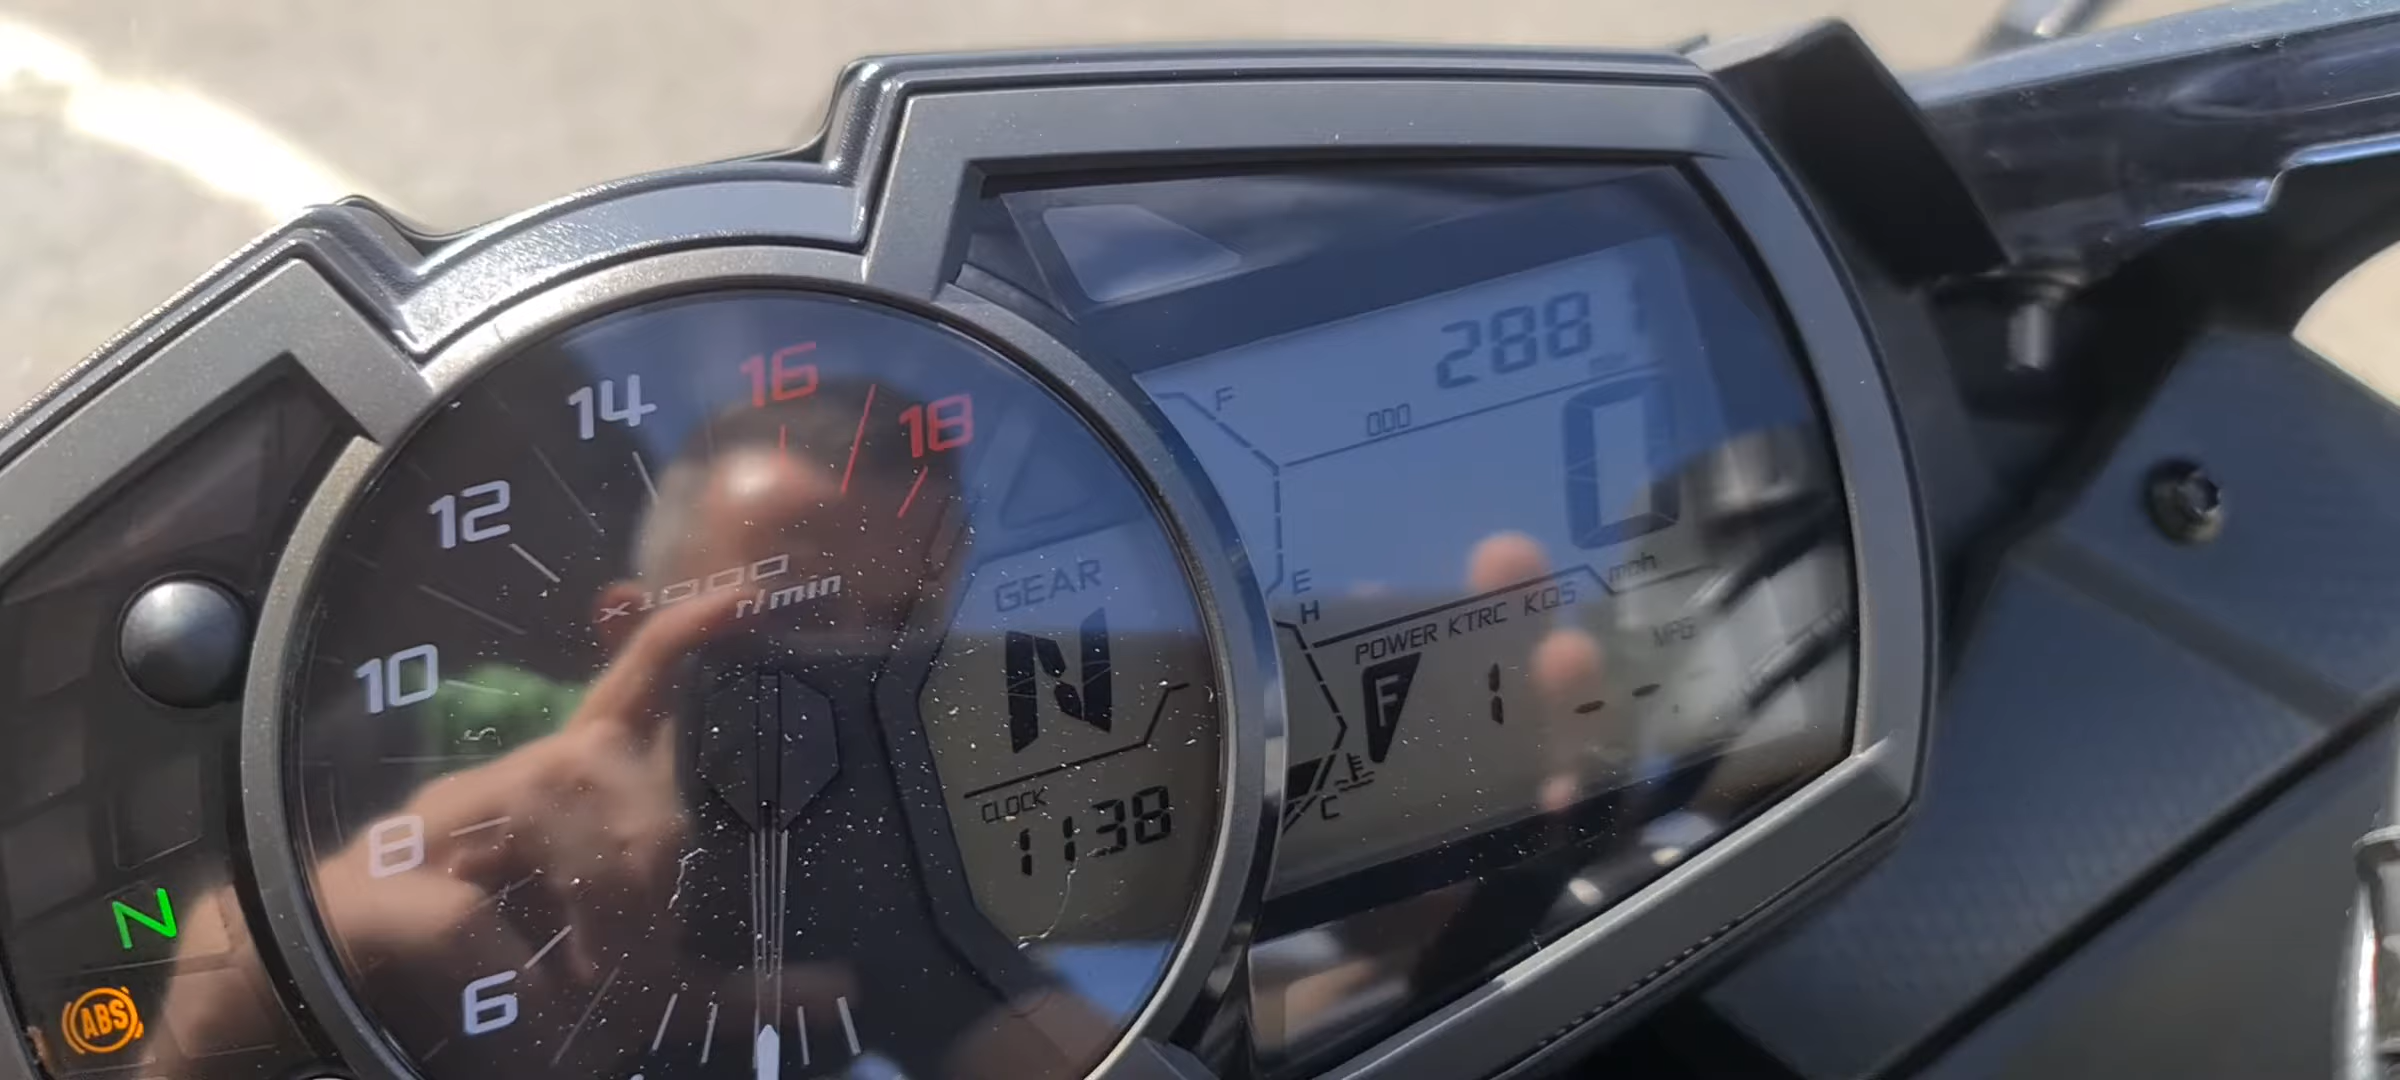 16
14
18
12
x1000
r/min
10
8
6
N
ABS
GEAR
N
CLOCK
11:38
F
E
H
C
ODO
288
0
mph
POWER KTRC KQS
F 1 --.-
MPG